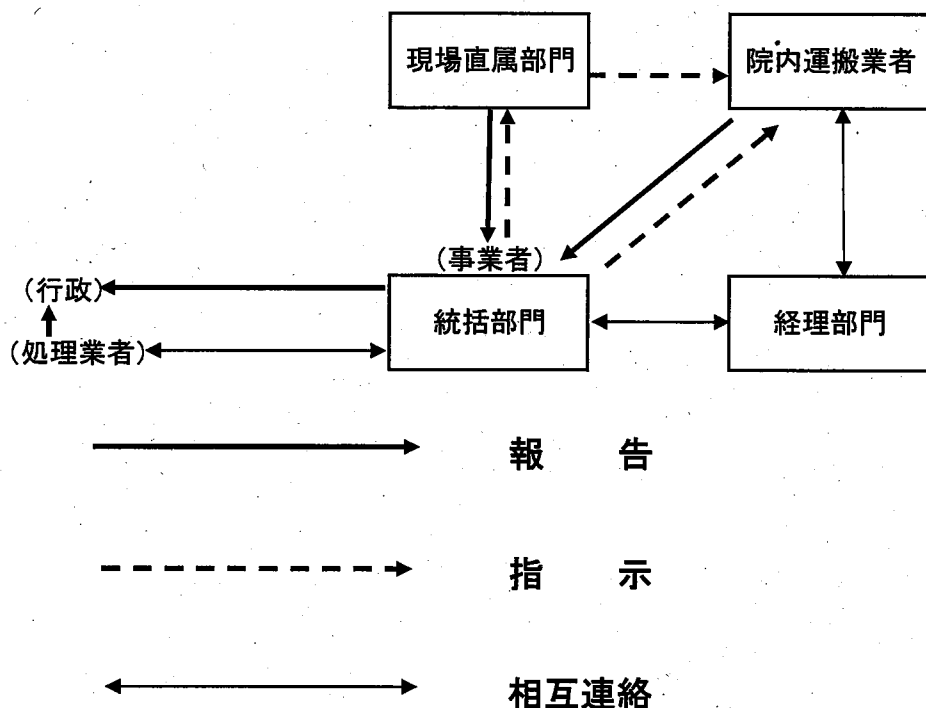 現場直属部門
院内運搬業者
(事業者)
(行政)
統括部門
経理部門
(処理業者)
報 告
指 示
相互連絡